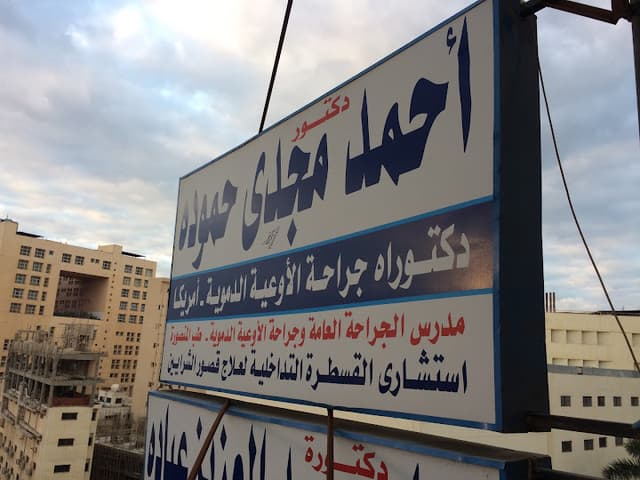 دكتور
أحمد مجدى حموده
دكتوراه جراحة الأوعية الدموية - أمريكا
مدرس الجراحة العامة وجراحة الأوعية الدموية - طب المنصورة
استشارى القسطرة التداخلية لعلاج قصور الشرايين
دكتورة
عباده